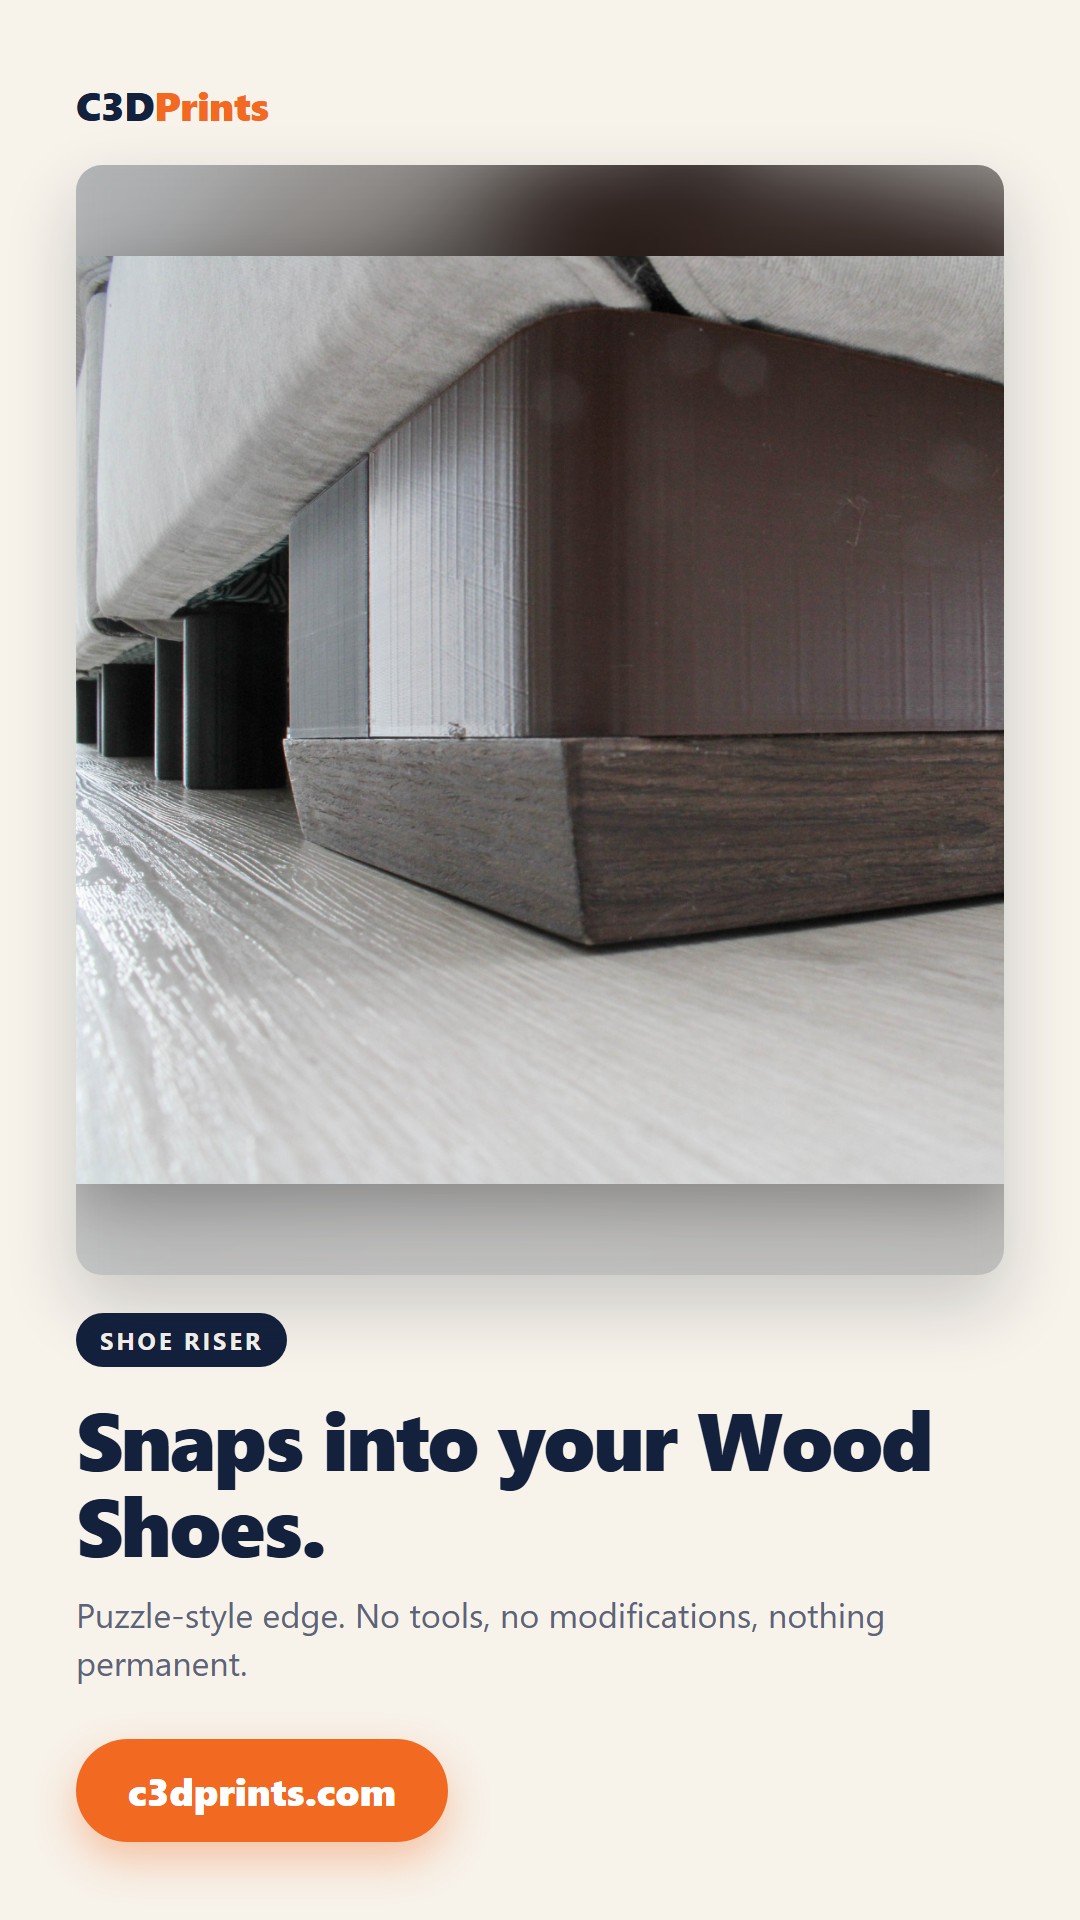 C3DPrints
SHOE RISER
Snaps into your Wood
Shoes.
Puzzle-style edge. No tools, no modifications, nothing
permanent.
c3dprints.com